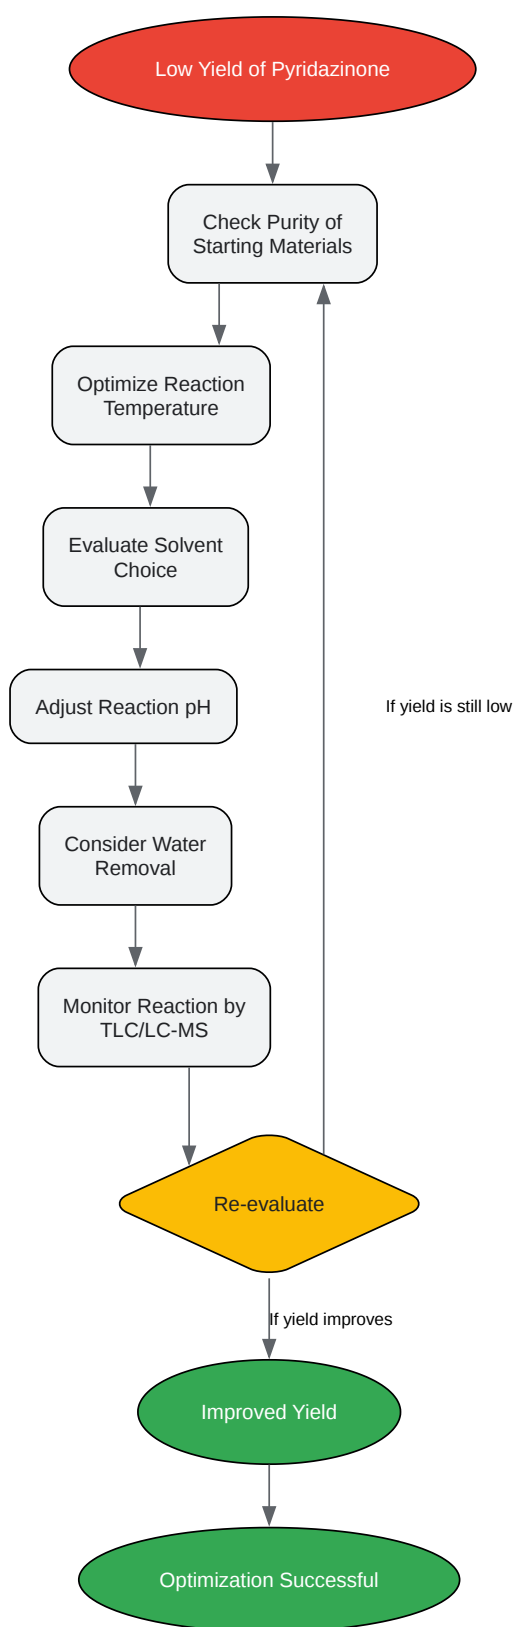 Low Yield of Pyridazinone
Check Purity of
Starting Materials
Optimize Reaction
Temperature
Evaluate Solvent
Choice
Adjust Reaction pH
If yield is still low
Consider Water
Removal
Monitor Reaction by
TLC/LC-MS
Re-evaluate
If yield improves
Improved Yield
Optimization Successful